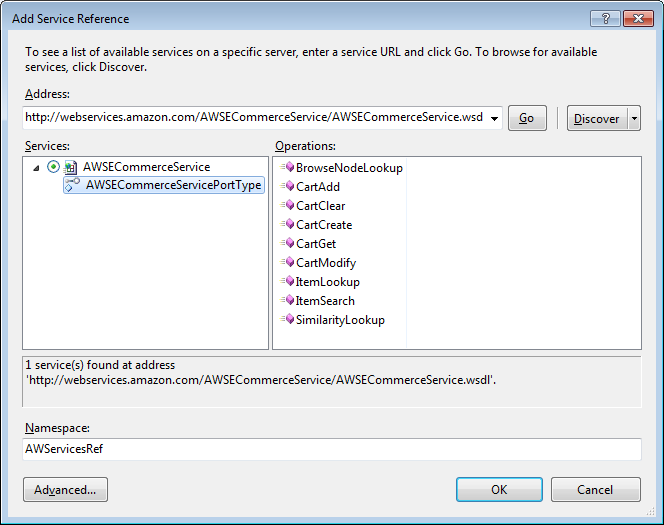 Add Service Reference
To see a list of available services on a specific server, enter a service URL and click Go. To browse for available
services, click Discover.
Address:
http://webservices.amazon.com/AWSECommerceService/AWSECommerceService.wsd
Go
Discover
Services:
Operations:
AWSECommerceService
AWSECommerceServicePortType
BrowseNodeLookup
CartAdd
CartClear
CartCreate
CartGet
CartModify
ItemLookup
ItemSearch
SimilarityLookup
1 service(s) found at address
'http://webservices.amazon.com/AWSECommerceService/AWSECommerceService.wsdl'.
Namespace:
AWServicesRef
Advanced...
OK
Cancel